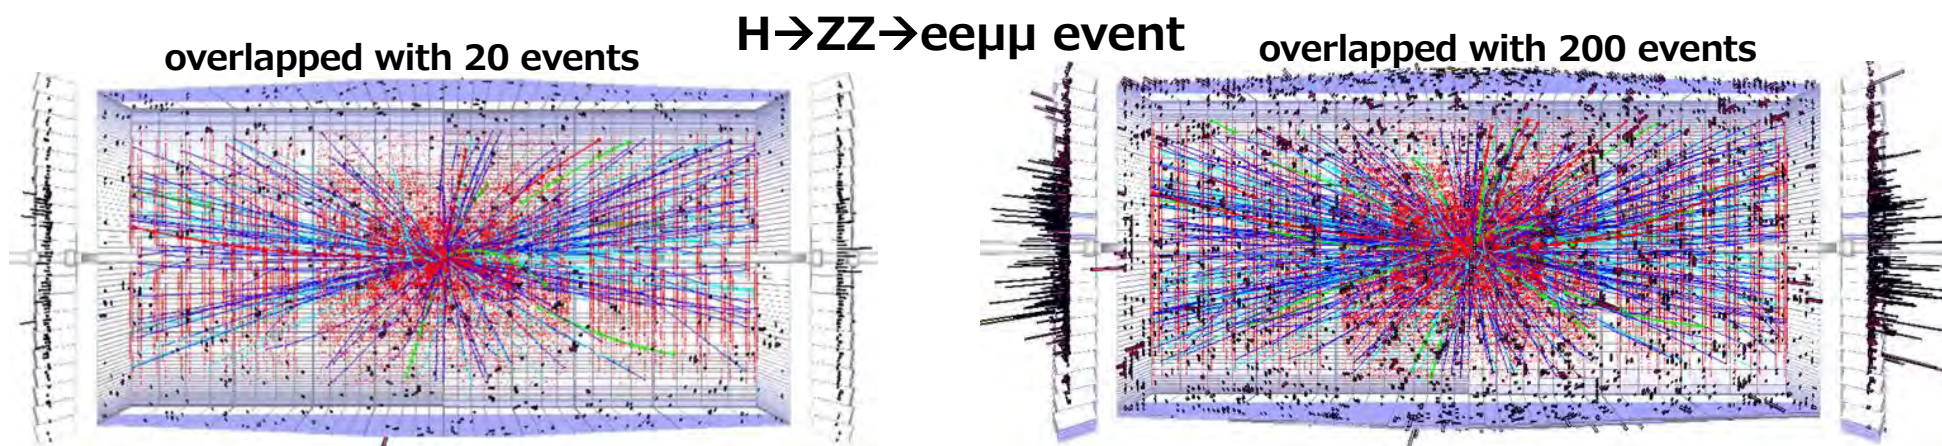 H→ZZ→eeμμ event
overlapped with 20 events
overlapped with 200 events